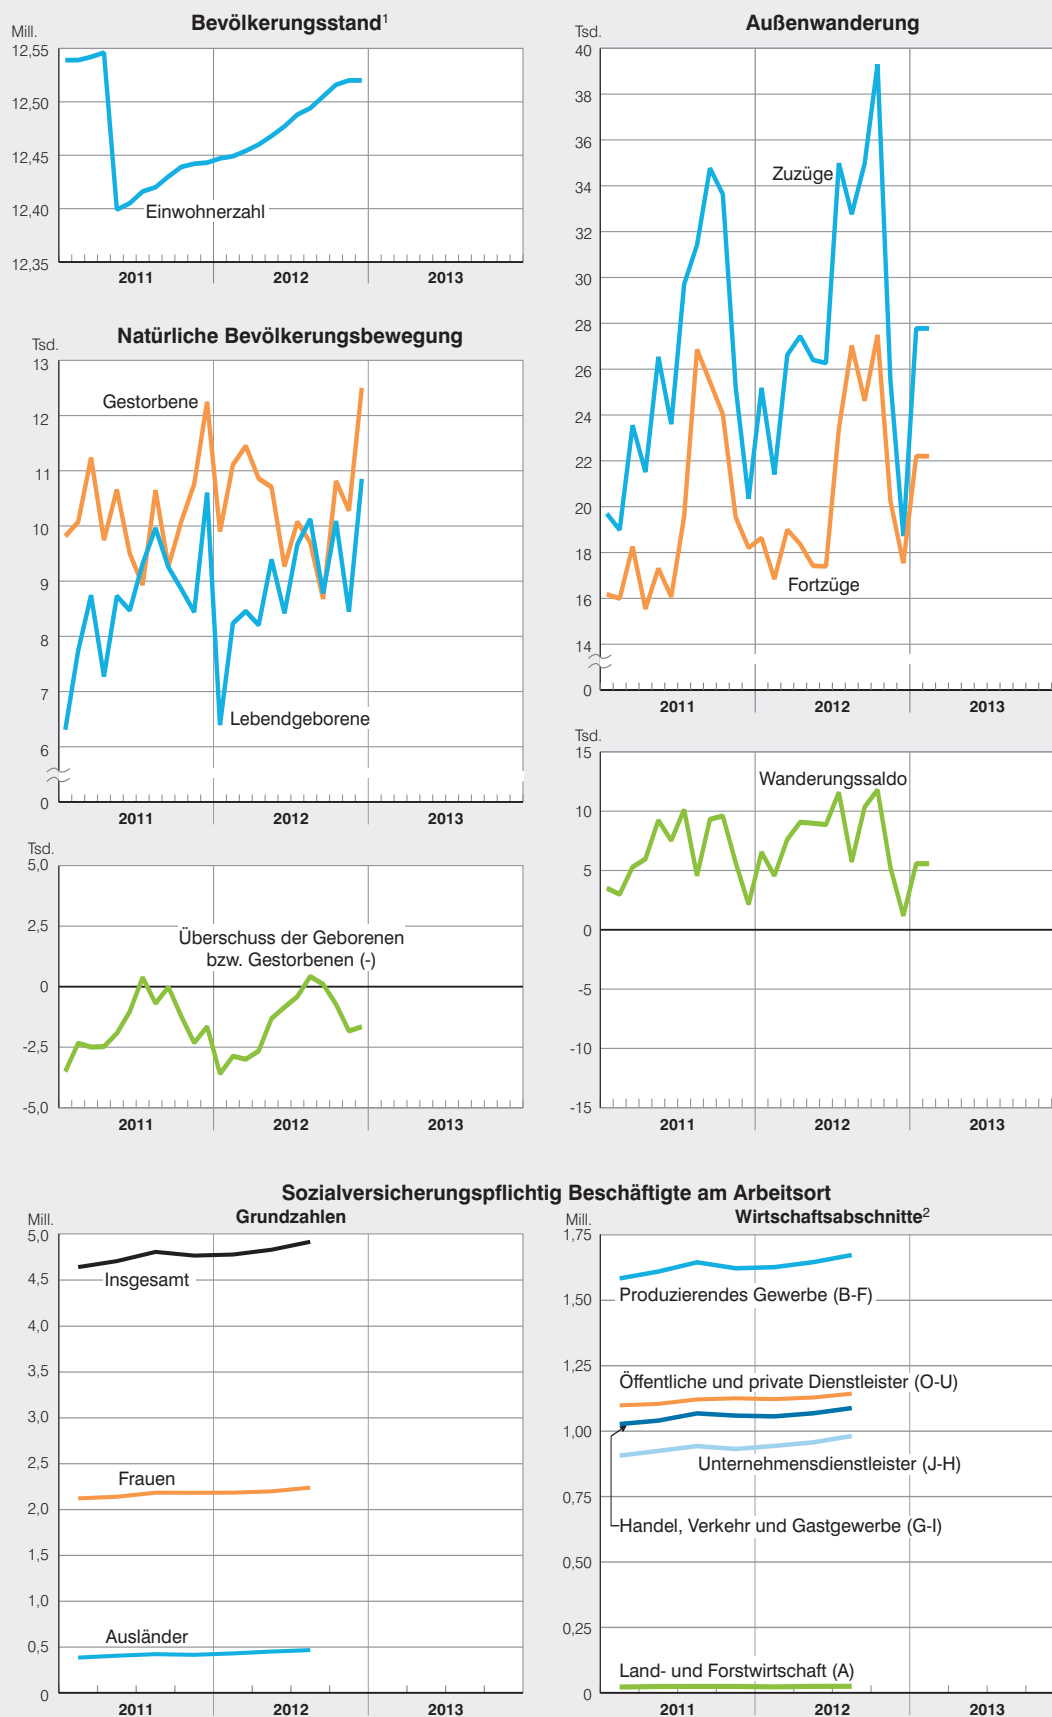 Bevölkerungsstand¹
Mill.
12,55
12,50
12,45
12,40
12,35
Einwohnerzahl
2011
2012
2013
Natürliche Bevölkerungsbewegung
Tsd.
13
12
11
10
9
8
7
6
0
Gestorbene
Lebendgeborene
2011
2012
2013
Tsd.
5,0
2,5
0
-2,5
-5,0
Überschuss der Geborenen
bzw. Gestorbenen (-)
2011
2012
2013
Außenwanderung
Tsd.
40
38
36
34
32
30
28
26
24
22
20
18
16
14
0
Zuzüge
Fortzüge
2011
2012
2013
Tsd.
15
10
5
0
-5
-10
-15
Wanderungssaldo
2011
2012
2013
Sozialversicherungspflichtig Beschäftigte am Arbeitsort
Grundzahlen
Mill.
5,0
4,5
4,0
3,5
3,0
2,5
2,0
1,5
1,0
0,5
0
Insgesamt
Frauen
Ausländer
2011
2012
2013
Wirtschaftsabschnitte²
Mill.
1,75
1,50
1,25
1,00
0,75
0,50
0,25
0
Produzierendes Gewerbe (B-F)
Öffentliche und private Dienstleister (O-U)
Unternehmensdienstleister (J-H)
Handel, Verkehr und Gastgewerbe (G-I)
Land- und Forstwirtschaft (A)
2011
2012
2013